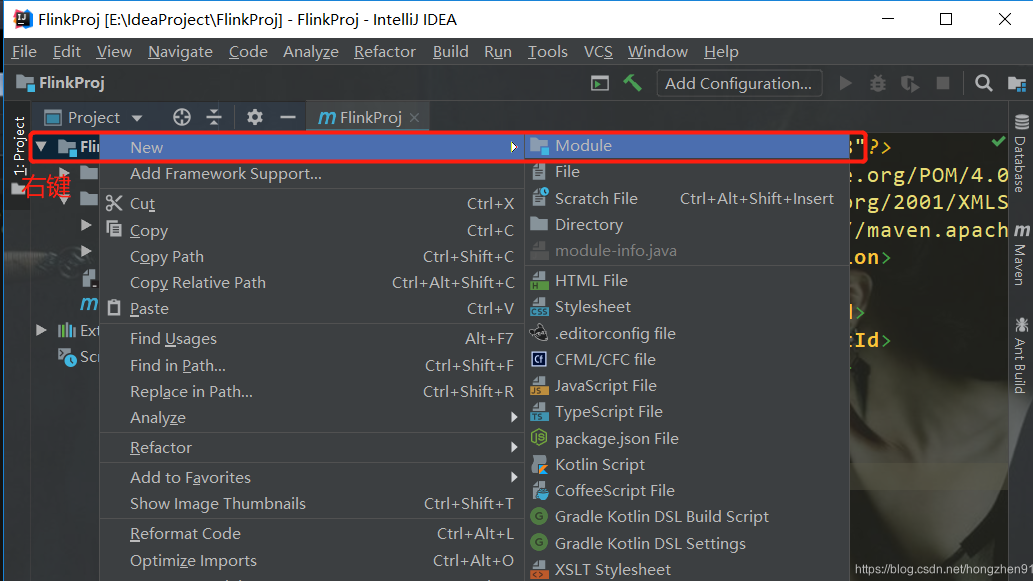 FlinkProj [E:\IdeaProject\FlinkProj] - FlinkProj - IntelliJ IDEA
File Edit View Navigate Code Analyze Refactor Build Run Tools VCS Window Help
FlinkProj
Add Configuration...
Project
FlinkProj
1: Project
右键
New
Add Framework Support...
Cut Ctrl+X
Copy Ctrl+C
Copy Path Ctrl+Shift+C
Copy Relative Path Ctrl+Alt+Shift+C
Paste Ctrl+V
Find Usages Alt+F7
Find in Path... Ctrl+Shift+F
Replace in Path... Ctrl+Shift+R
Analyze
Refactor
Add to Favorites
Show Image Thumbnails Ctrl+Shift+T
Reformat Code Ctrl+Alt+L
Optimize Imports Ctrl+Alt+O
Module
File
Scratch File Ctrl+Alt+Shift+Insert
Directory
module-info.java
HTML File
Stylesheet
.editorconfig file
CFML/CFC file
JavaScript File
TypeScript File
package.json File
Kotlin Script
CoffeeScript File
Gradle Kotlin DSL Build Script
Gradle Kotlin DSL Settings
XSLT Stylesheet
"?>
e.org/POM/4.0
org/2001/XMLS
//maven.apach
ion>
d>
tId>
Database
Maven
Ant Build
https://blog.csdn.net/hongzhen91